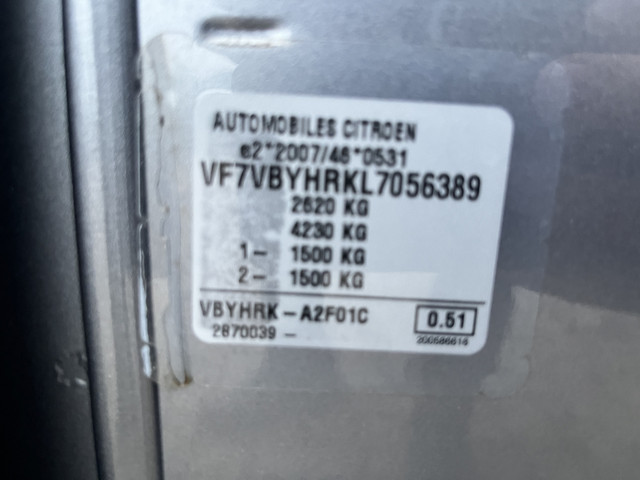 AUTOMOBILES CITROEN
e2*2007/46*0531
VF7VBYHRKL7056389
2620 KG
4230 KG
1- 1500 KG
2- 1500 KG
VBYHRK-A2F01C
0.51
2870039 -